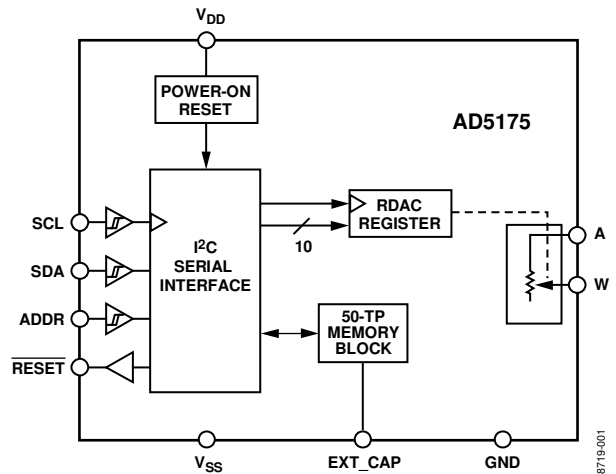 VDD
POWER-ON
RESET
AD5175
SCL
SDA
ADDR
RESET
I2C
SERIAL
INTERFACE
10
RDAC
REGISTER
A
W
50-TP
MEMORY
BLOCK
VSS
EXT_CAP
GND
8719-001